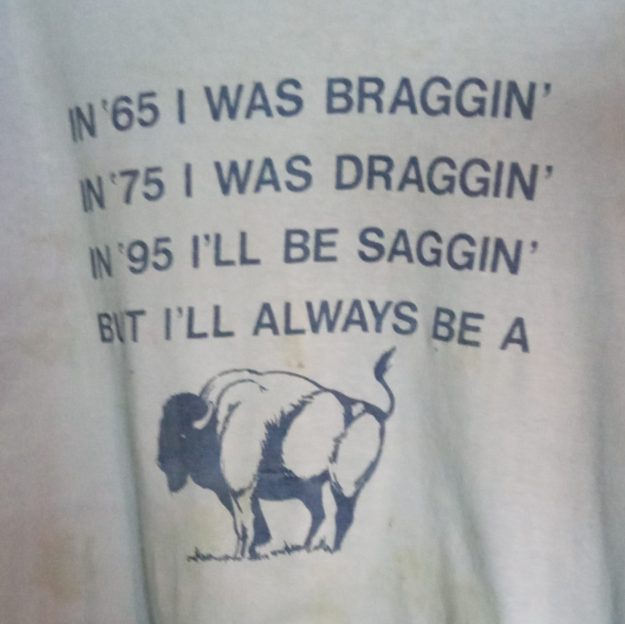 IN '65 I WAS BRAGGIN'
IN '75 I WAS DRAGGIN'
IN '95 I'LL BE SAGGIN'
BUT I'LL ALWAYS BE A